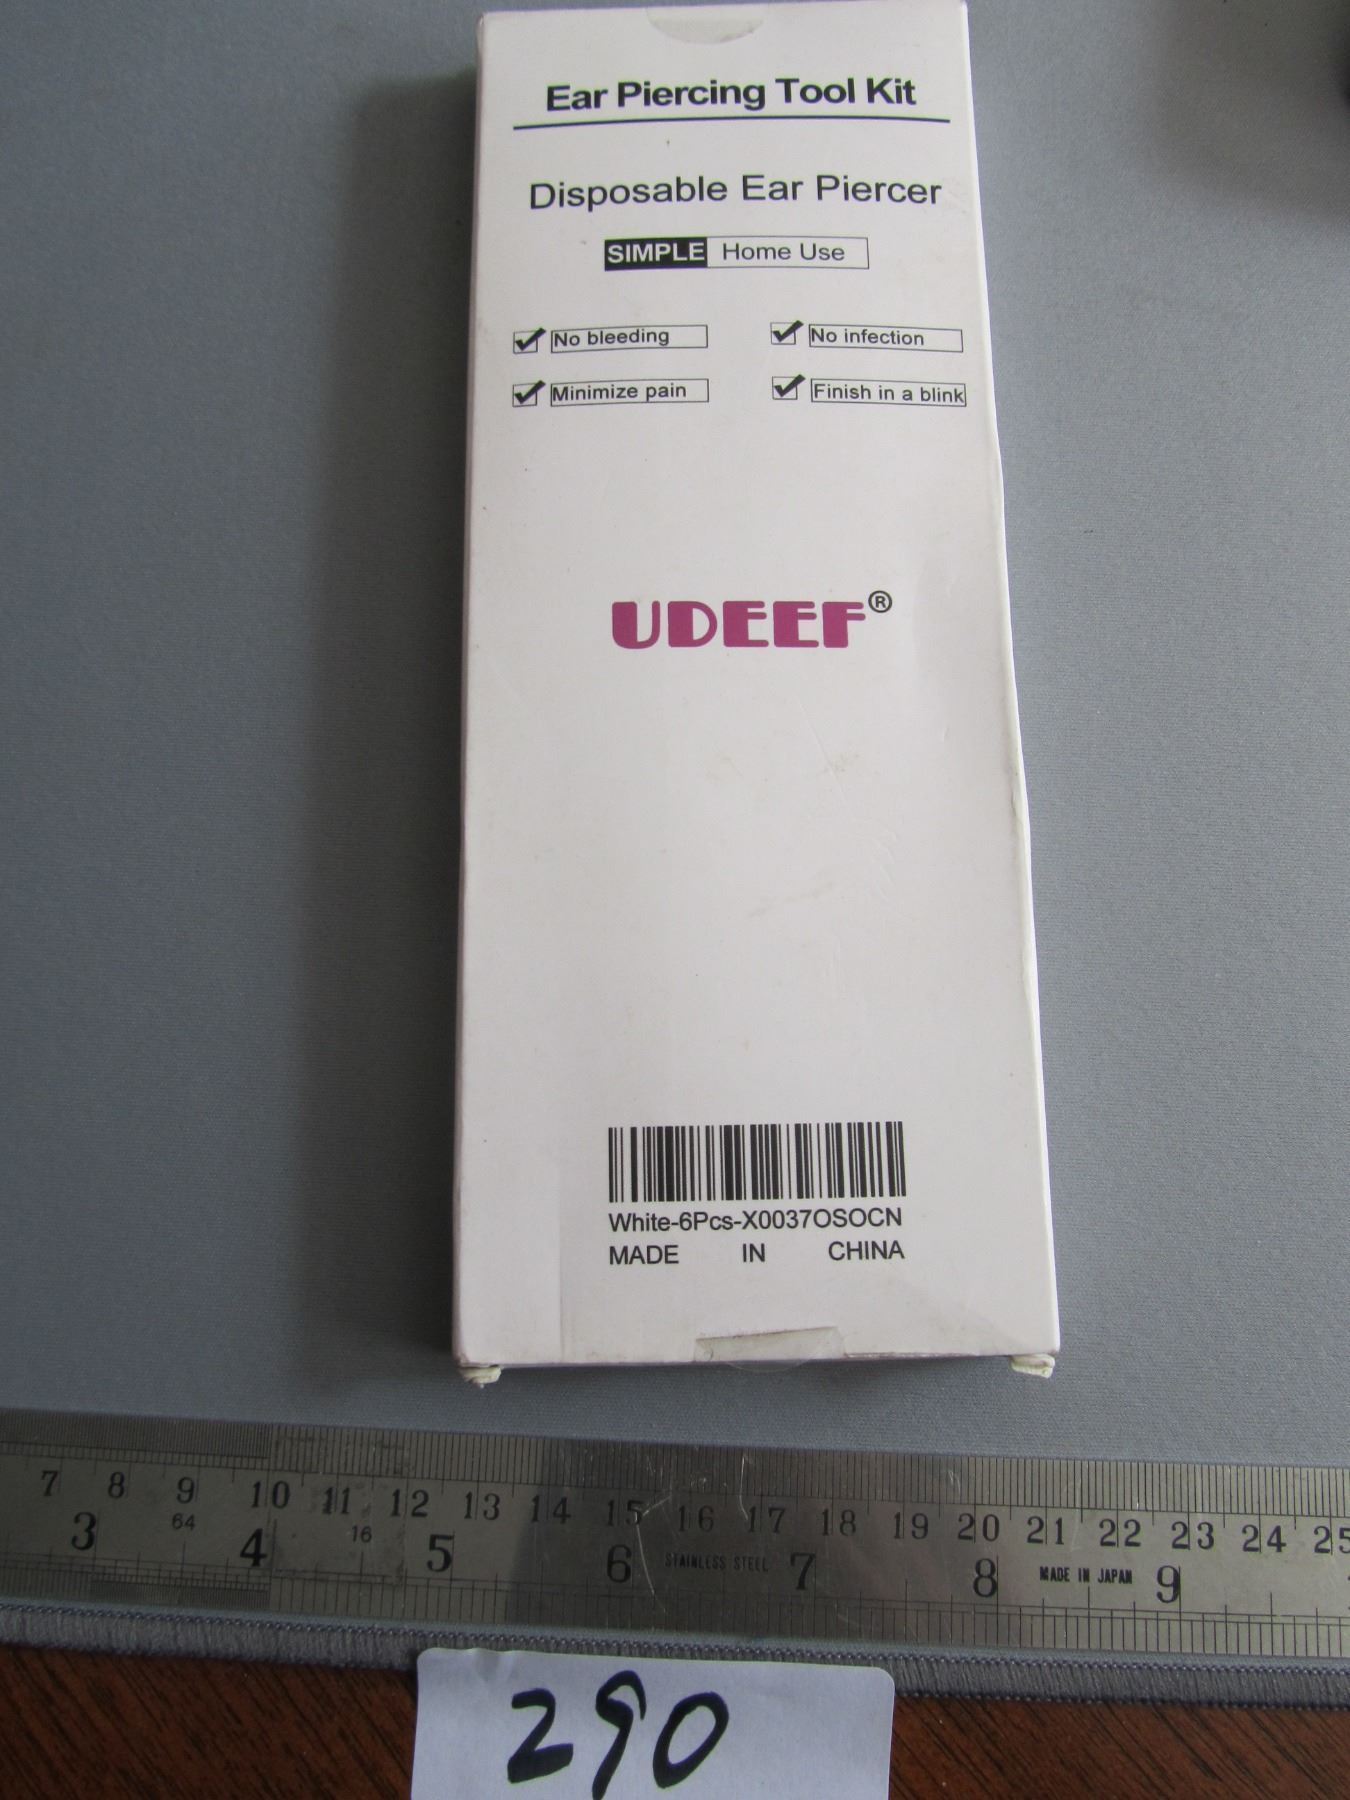 Ear Piercing Tool Kit
Disposable Ear Piercer
SIMPLE Home Use
No bleeding
No infection
Minimize pain
Finish in a blink
UDEEF®
White-6Pcs-X0037OSOCN
MADE IN CHINA
7 8 9 10 11 12 13 14 15 16 17 18 19 20 21 22 23 24 25
64 16
3 4 5 6 STAINLESS STEEL 7 8 MADE IN JAPAN 9
290